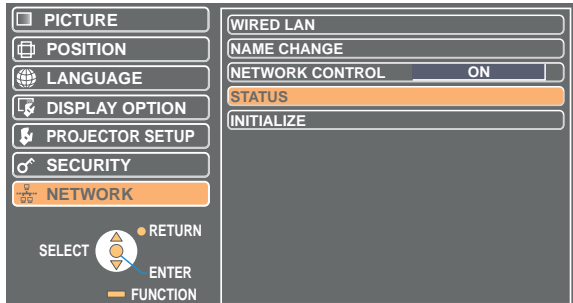 PICTURE
POSITION
LANGUAGE
DISPLAY OPTION
PROJECTOR SETUP
SECURITY
NETWORK
RETURN
SELECT
ENTER
FUNCTION
WIRED LAN
NAME CHANGE
NETWORK CONTROL ON
STATUS
INITIALIZE